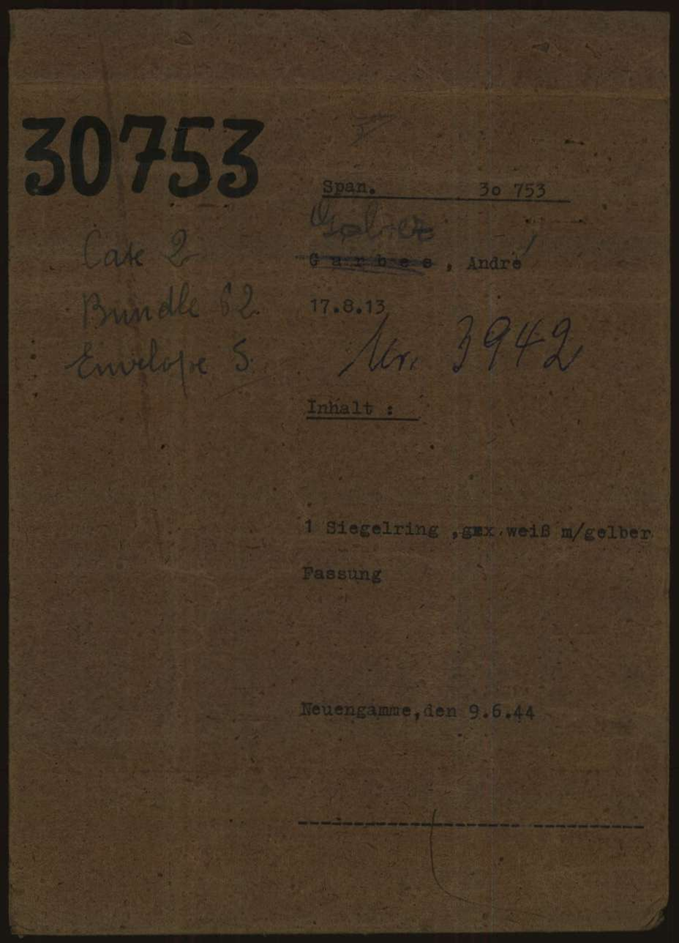 30753
Span. 3o 753
Garbes, André
17.8.13
Case 2
Bundle 62
Envelope 5
Nr. 3942
Inhalt :
1 Siegelring , weiß m/gelber
Fassung
Neuengamme,den 9.6.44